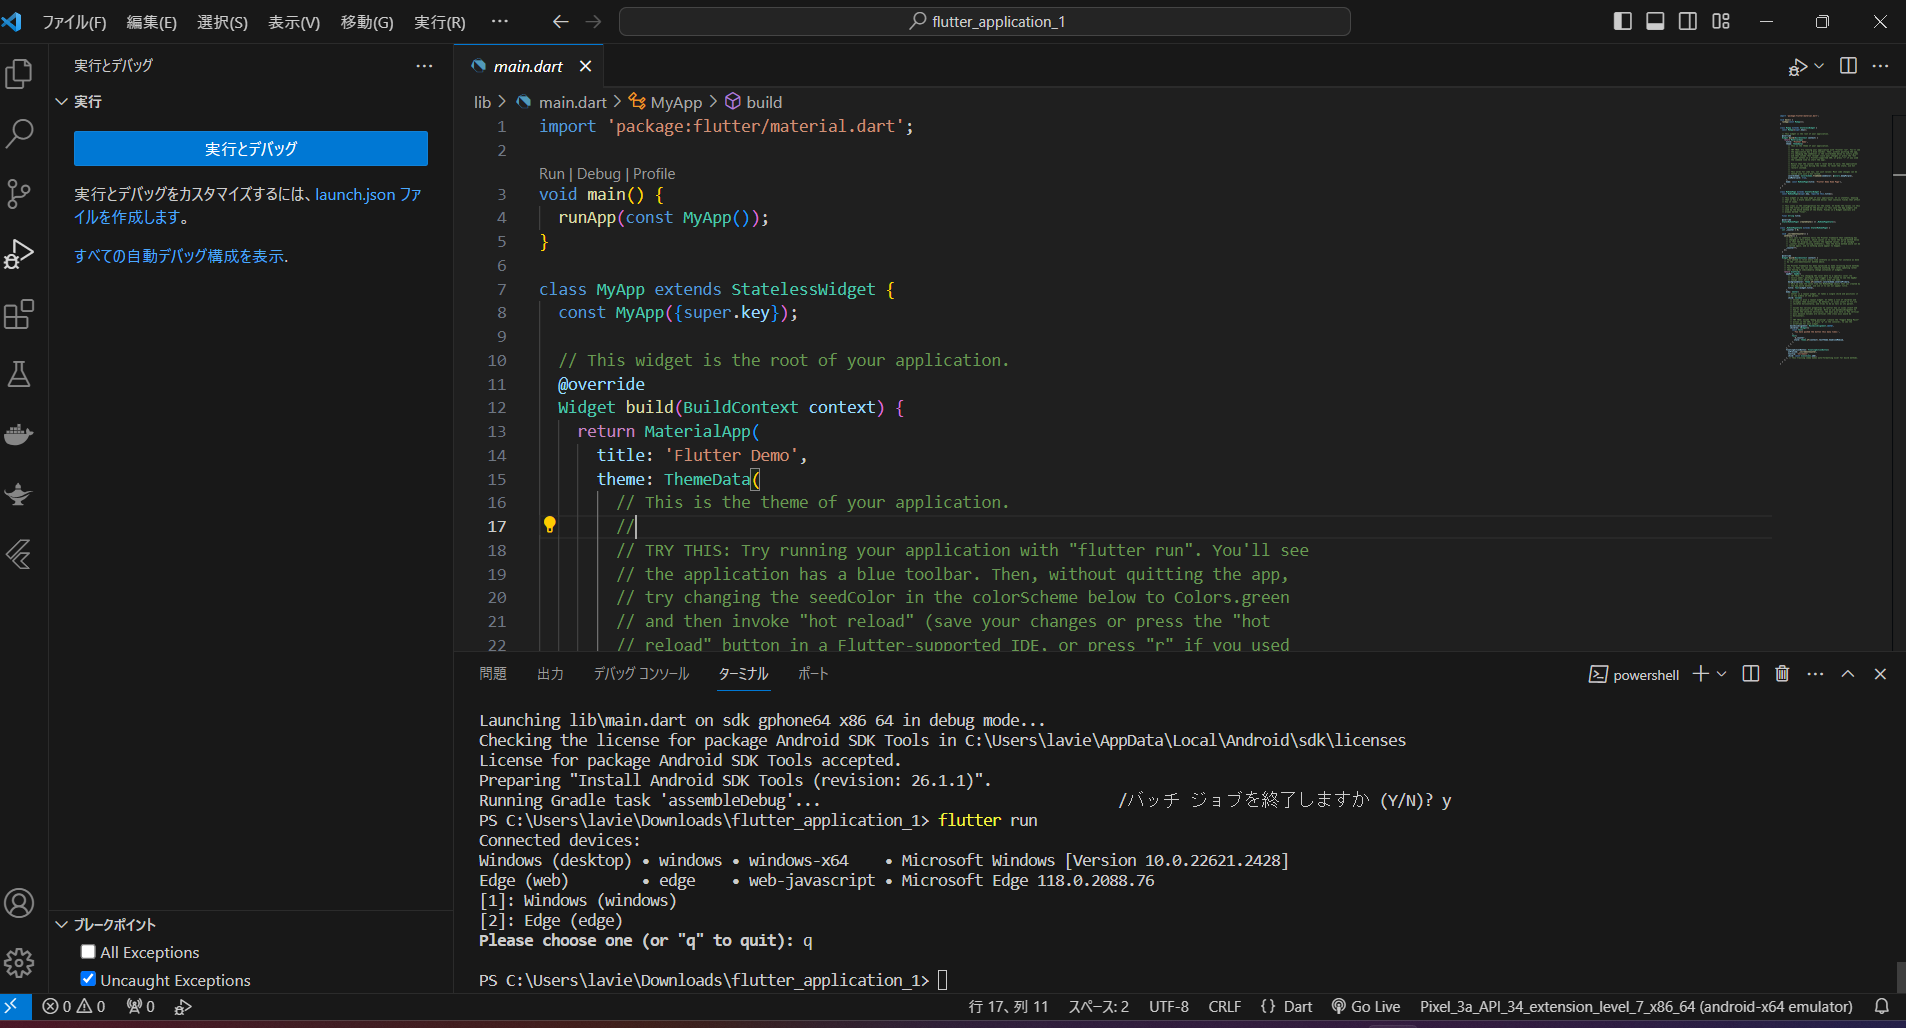 ファイル(F) 編集(E) 選択(S) 表示(V) 移動(G) 実行(R) ··· flutter_application_1
実行とデバッグ ···
実行
実行とデバッグ
実行とデバッグをカスタマイズするには、launch.json ファ
イルを作成します。
すべての自動デバッグ構成を表示.
ブレークポイント
All Exceptions
Uncaught Exceptions
main.dart
lib > main.dart > MyApp > build
1 import 'package:flutter/material.dart';
2
Run | Debug | Profile
3 void main() {
4 runApp(const MyApp());
5 }
6
7 class MyApp extends StatelessWidget {
8 const MyApp({super.key});
9
10 // This widget is the root of your application.
11 @override
12 Widget build(BuildContext context) {
13 return MaterialApp(
14 title: 'Flutter Demo',
15 theme: ThemeData(
16 // This is the theme of your application.
17 //
18 // TRY THIS: Try running your application with "flutter run". You'll see
19 // the application has a blue toolbar. Then, without quitting the app,
20 // try changing the seedColor in the colorScheme below to Colors.green
21 // and then invoke "hot reload" (save your changes or press the "hot
22 // reload" button in a Flutter-supported IDE, or press "r" if you used
問題 出力 デバッグ コンソール ターミナル ポート powershell
Launching lib\main.dart on sdk gphone64 x86 64 in debug mode...
Checking the license for package Android SDK Tools in C:\Users\lavie\AppData\Local\Android\sdk\licenses
License for package Android SDK Tools accepted.
Preparing "Install Android SDK Tools (revision: 26.1.1)".
Running Gradle task 'assembleDebug'... /バッチ ジョブを終了しますか (Y/N)? y
PS C:\Users\lavie\Downloads\flutter_application_1> flutter run
Connected devices:
Windows (desktop) • windows • windows-x64 • Microsoft Windows [Version 10.0.22621.2428]
Edge (web) • edge • web-javascript • Microsoft Edge 118.0.2088.76
[1]: Windows (windows)
[2]: Edge (edge)
Please choose one (or "q" to quit): q
PS C:\Users\lavie\Downloads\flutter_application_1>
0 0 0 行 17、列 11 スペース: 2 UTF-8 CRLF {} Dart Go Live Pixel_3a_API_34_extension_level_7_x86_64 (android-x64 emulator)